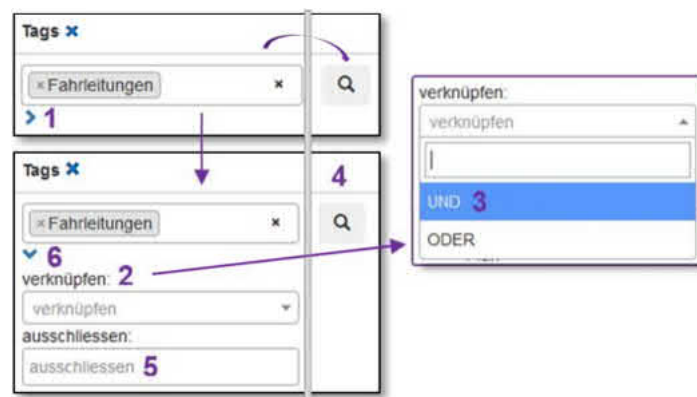 Tags ×
× Fahrleitungen ×
1
Tags ×
4
× Fahrleitungen ×
6
verknüpfen: 2
verknüpfen
ausschliessen:
ausschliessen 5
verknüpfen:
verknüpfen
UND 3
ODER